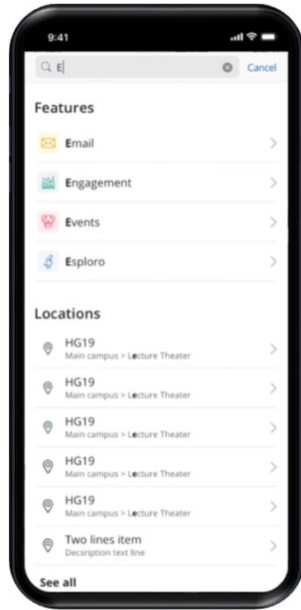 9:41
E
Cancel
Features
Email
Engagement
Events
Esploro
Locations
HG19
Main campus > Lecture Theater
HG19
Main campus > Lecture Theater
HG19
Main campus > Lecture Theater
HG19
Main campus > Lecture Theater
HG19
Main campus > Lecture Theater
Two lines item
Decsription text line
See all